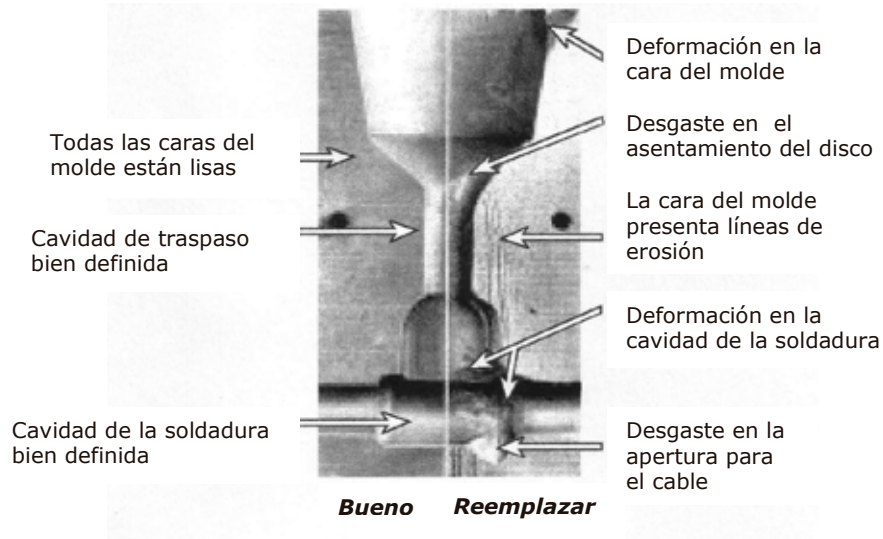 Todas las caras del
molde están lisas
Cavidad de traspaso
bien definida
Cavidad de la soldadura
bien definida
Deformación en la
cara del molde
Desgaste en el
asentamiento del disco
La cara del molde
presenta líneas de
erosión
Deformación en la
cavidad de la soldadura
Desgaste en la
apertura para
el cable
Bueno Reemplazar